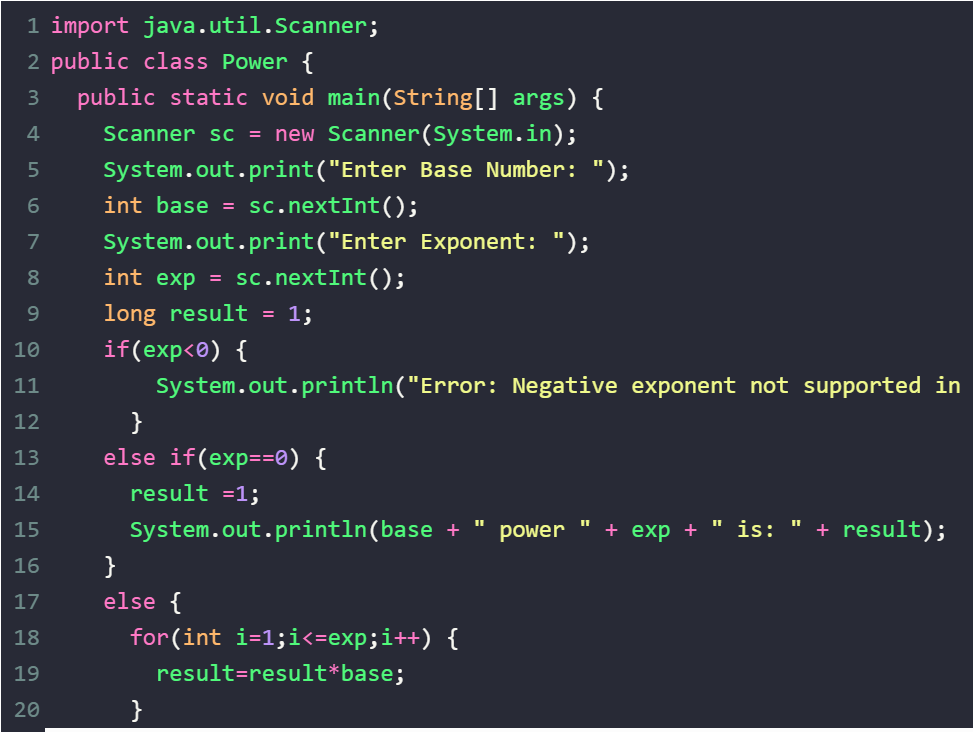 1 import java.util.Scanner;
2 public class Power {
3   public static void main(String[] args) {
4     Scanner sc = new Scanner(System.in);
5     System.out.print("Enter Base Number: ");
6     int base = sc.nextInt();
7     System.out.print("Enter Exponent: ");
8     int exp = sc.nextInt();
9     long result = 1;
10     if(exp<0) {
11         System.out.println("Error: Negative exponent not supported in
12       }
13     else if(exp==0) {
14       result =1;
15       System.out.println(base + " power " + exp + " is: " + result);
16     }
17     else {
18       for(int i=1;i<=exp;i++) {
19         result=result*base;
20       }